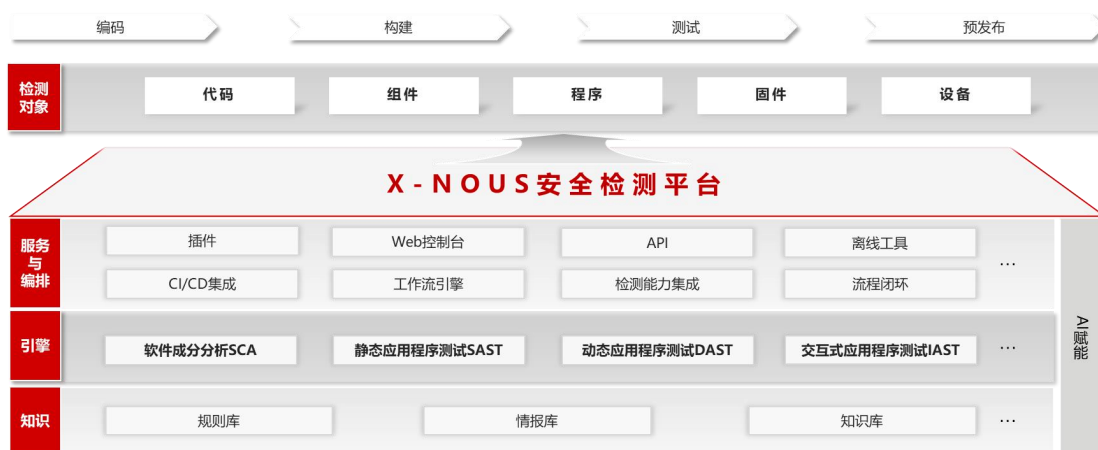 编码 构建 测试 预发布
检测
对象
代码 组件 程序 固件 设备
X-NOUS安全检测平台
服务
与
编排
插件 Web控制台 API 离线工具
CI/CD集成 工作流引擎 检测能力集成 流程闭环 …
引擎
软件成分分析SCA 静态应用程序测试SAST 动态应用程序测试DAST 交互式应用程序测试IAST …
知识
规则库 情报库 知识库 …
AI赋能